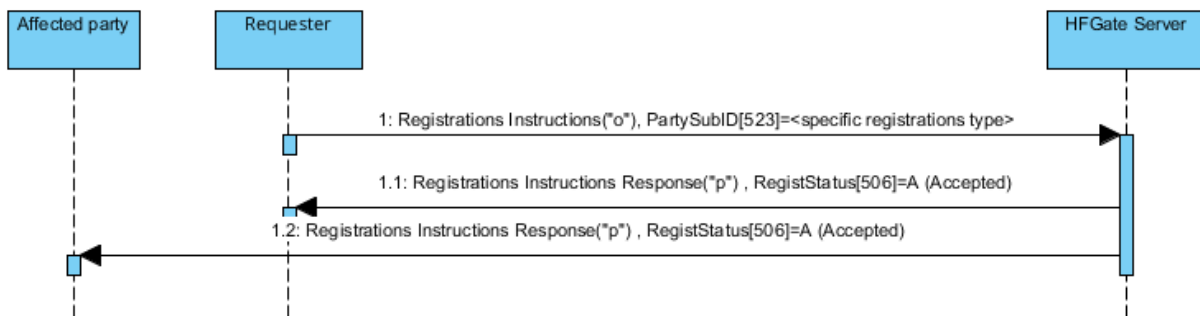 Affected party
Requester
HFGate Server
1: Registrations Instructions("o"), PartySubID[523]=<specific registrations type>
1.1: Registrations Instructions Response("p") , RegistStatus[506]=A (Accepted)
1.2: Registrations Instructions Response("p") , RegistStatus[506]=A (Accepted)